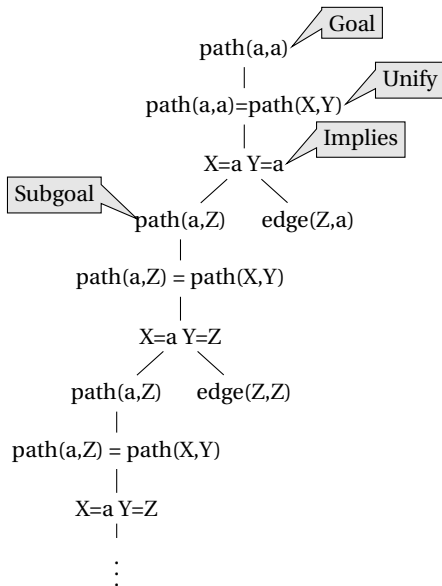 Goal
path(a,a)
Unify
path(a,a)=path(X,Y)
Implies
X=a Y=a
Subgoal
path(a,Z) edge(Z,a)
path(a,Z) = path(X,Y)
X=a Y=Z
path(a,Z) edge(Z,Z)
path(a,Z) = path(X,Y)
X=a Y=Z
⋮